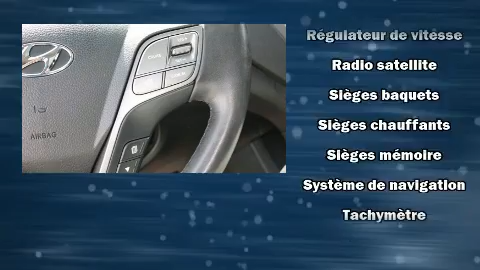 Régulateur de vitesse
Radio satellite
Sièges baquets
Sièges chauffants
Sièges mémoire
Système de navigation
Tachymètre
AIRBAG